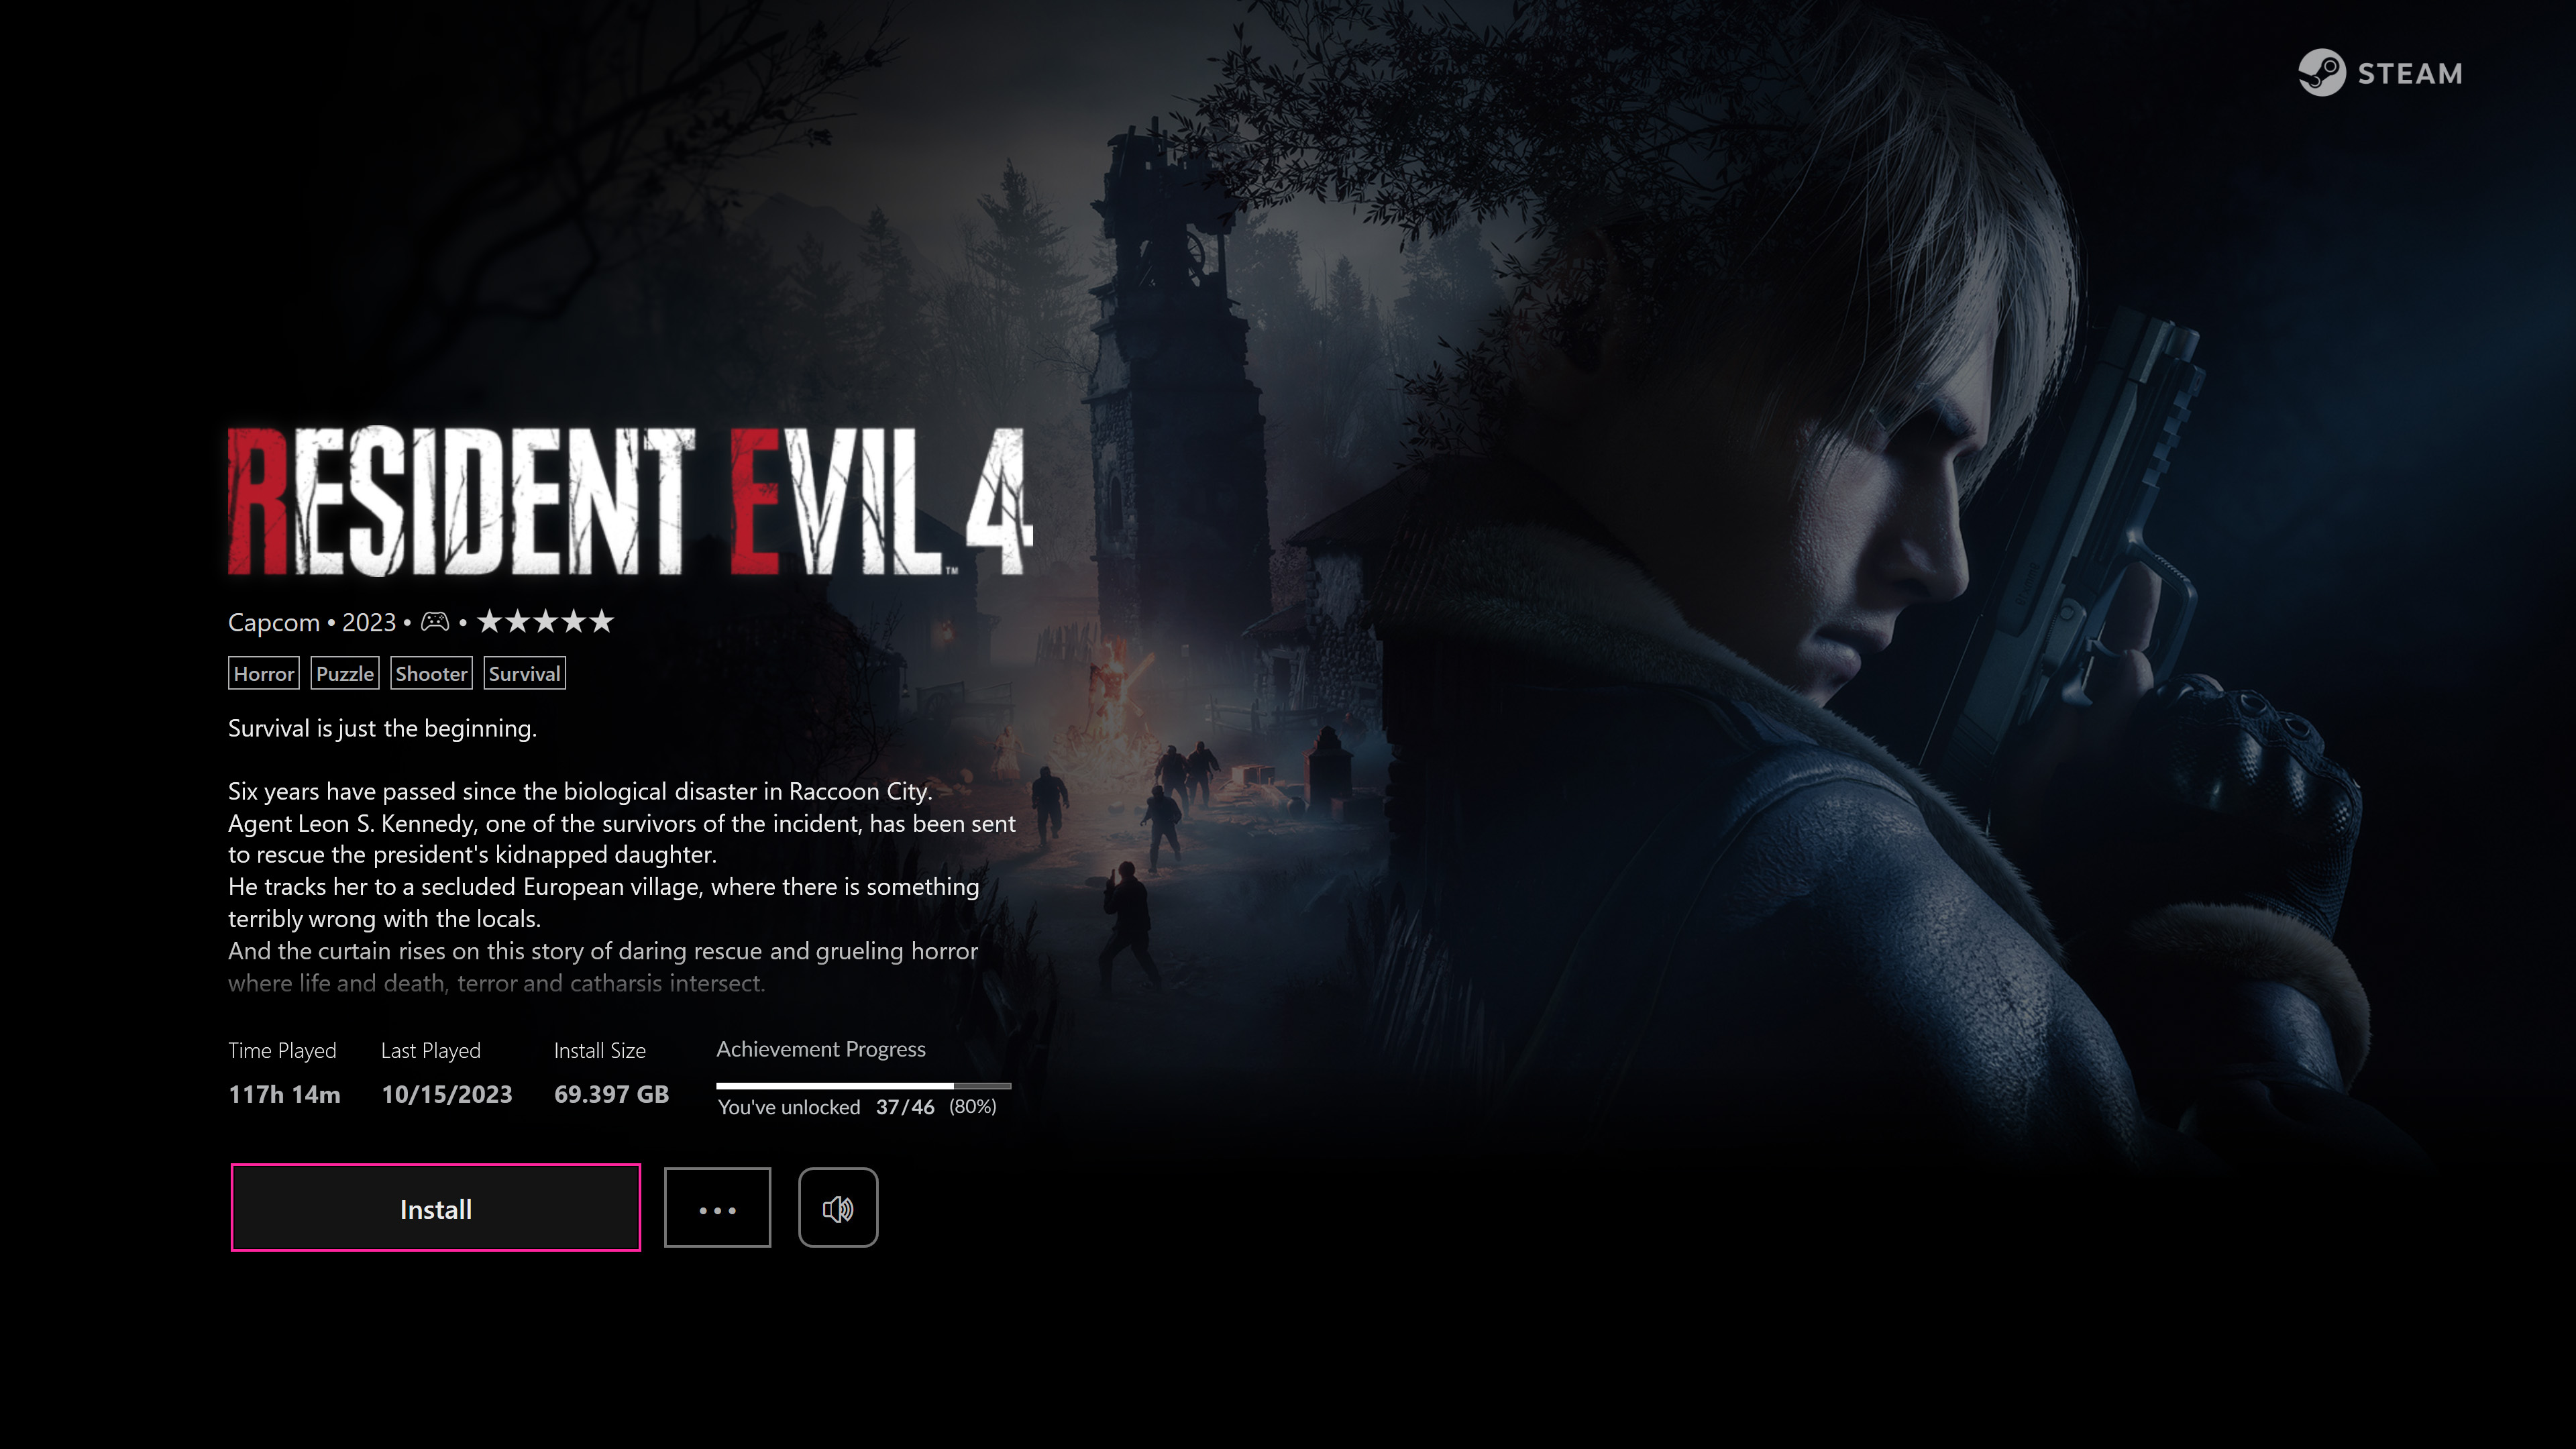 STEAM
RESIDENT EVIL 4
TM
Capcom • 2023 • • ★★★★★
Horror Puzzle Shooter Survival
Survival is just the beginning.
Six years have passed since the biological disaster in Raccoon City.
Agent Leon S. Kennedy, one of the survivors of the incident, has been sent
to rescue the president's kidnapped daughter.
He tracks her to a secluded European village, where there is something
terribly wrong with the locals.
And the curtain rises on this story of daring rescue and grueling horror
where life and death, terror and catharsis intersect.
Time Played Last Played Install Size Achievement Progress
117h 14m 10/15/2023 69.397 GB
You've unlocked 37/46 (80%)
Install